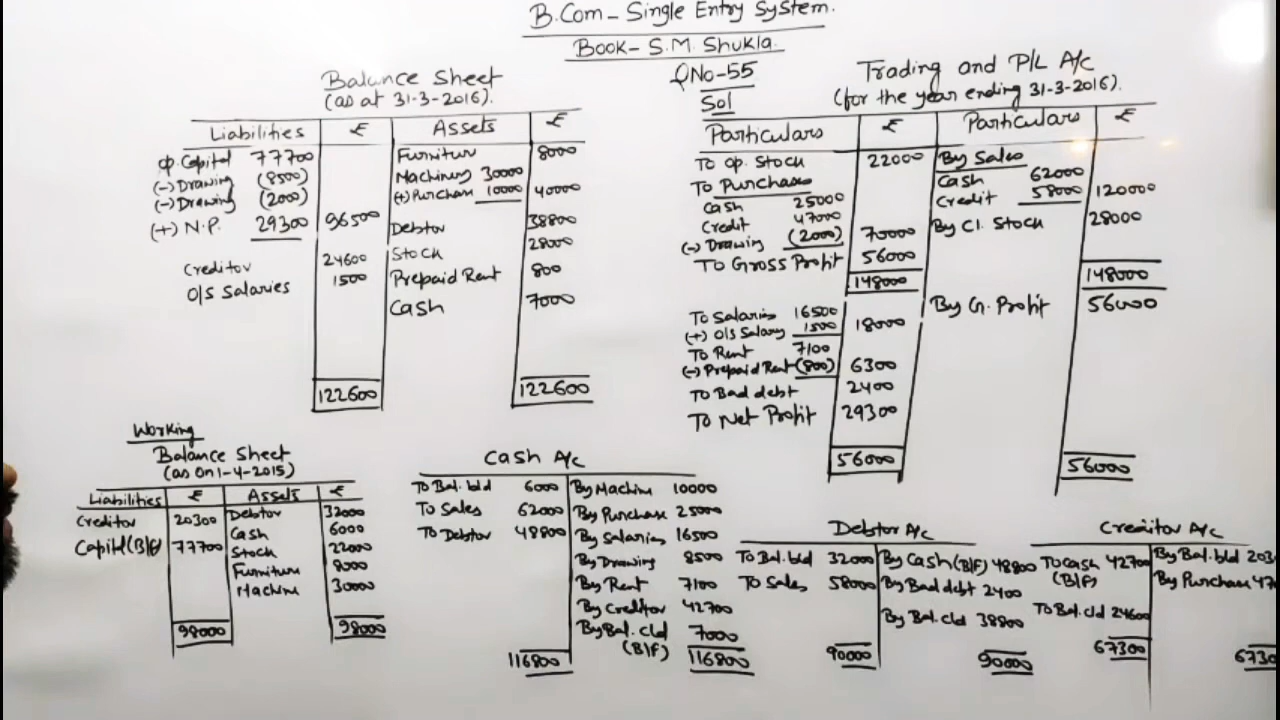 B.Com - Single Entry System.
Book - S.M. Shukla.
QNo-55
Sol
Balance Sheet
(as at 31-3-2016).
Liabilities ₹ Assets ₹
Op. Capital 77700 Furniture 8000
(-) Drawing (8500) Machinery 30000
(-) Drawing (2000) (+) Purchase 10000 40000
(+) N.P. 29300 96500 Debtor 38800
Creditor 24600 Stock 28000
O/S Salaries 1500 Prepaid Rent 800
Cash 7000
122600 122600
Trading and P/L A/c
(for the year ending 31-3-2016).
Particulars ₹ Particulars ₹
To Op. Stock 22000 By Sales
To Purchase Cash 62000
Cash 25000 Credit 58000 120000
Credit 47000 By Cl. Stock 28000
(-) Drawing (2000) 70000
To Gross Profit 56000
148000 148000
To Salaries 16500 By G. Profit 56000
(+) O/S Salary 1500 18000
To Rent 7100
(-) Prepaid Rent (800) 6300
To Bad debt 2400
To Net Profit 29300
56000 56000
Working
Balance Sheet
(as on 1-4-2015)
Liabilities ₹ Assets ₹
Creditor 20300 Debtor 32000
Capital (B/f) 77700 Cash 6000
Stock 22000
Furniture 8000
Machine 30000
98000 98000
Cash A/c
To Bal. b/d 6000 By Machine 10000
To Sales 62000 By Purchase 25000
To Debtor 48800 By Salaries 16500
By Drawing 8500
By Rent 7100
By Creditor 42700
By Bal. c/d 7000
(B/F)
116800 116800
Debtor A/c
To Bal. b/d 32000 By Cash (B/F) 48800
To Sales 58000 By Bad debt 2400
By Bal. c/d 38800
90000 90000
Creditor A/c
To Cash 42700 By Bal. b/d 203
(B/F) By Purchase 47
To Bal. c/d 24600
67300 6730